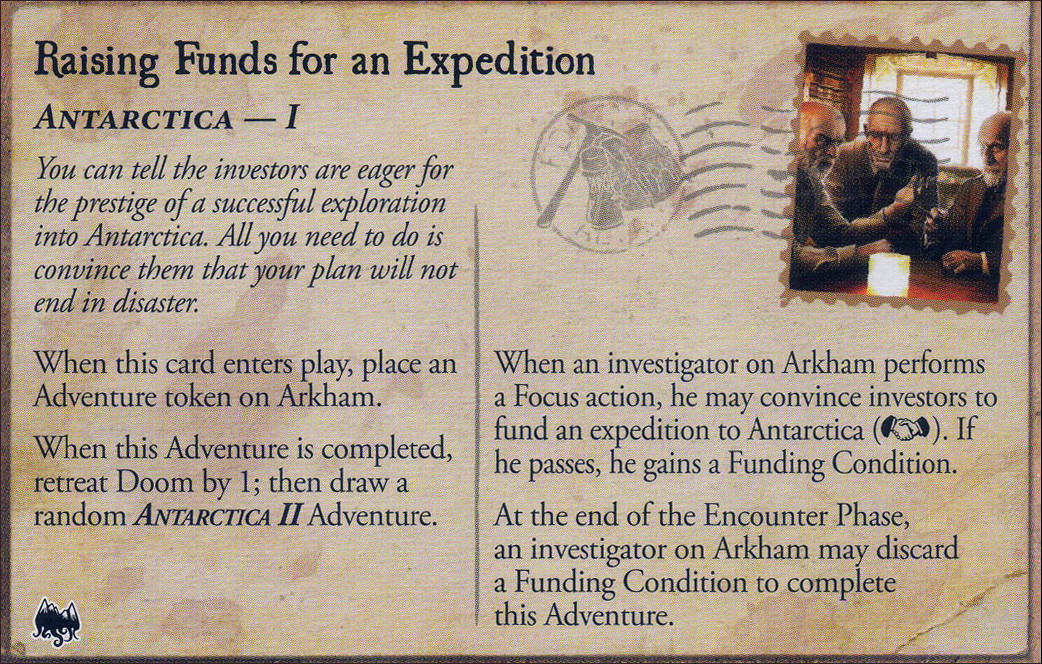 Raising Funds for an Expedition
ANTARCTICA — I
You can tell the investors are eager for
the prestige of a successful exploration
into Antarctica. All you need to do is
convince them that your plan will not
end in disaster.
When this card enters play, place an
Adventure token on Arkham.
When this Adventure is completed,
retreat Doom by 1; then draw a
random ANTARCTICA II Adventure.
When an investigator on Arkham performs
a Focus action, he may convince investors to
fund an expedition to Antarctica (). If
he passes, he gains a Funding Condition.
At the end of the Encounter Phase,
an investigator on Arkham may discard
a Funding Condition to complete
this Adventure.